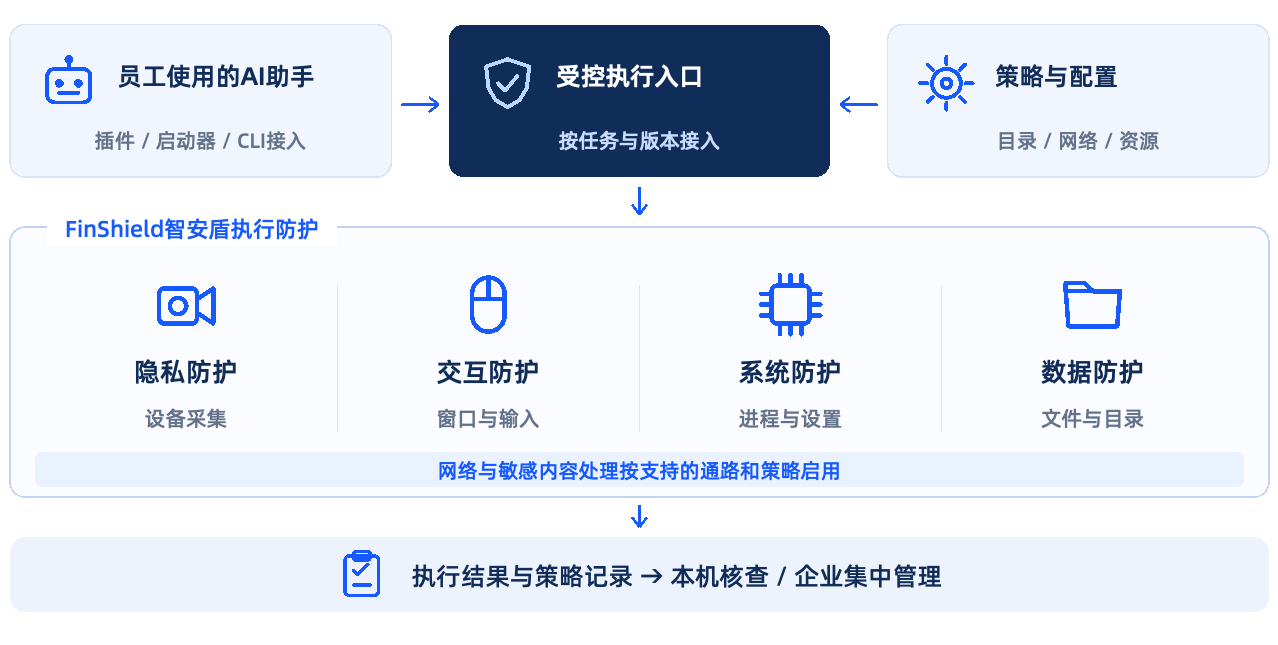 员工使用的AI助手
插件 / 启动器 / CLI接入
受控执行入口
按任务与版本接入
策略与配置
目录 / 网络 / 资源
FinShield智安盾执行防护
隐私防护
设备采集
交互防护
窗口与输入
系统防护
进程与设置
数据防护
文件与目录
网络与敏感内容处理按支持的通路和策略启用
执行结果与策略记录 → 本机核查 / 企业集中管理